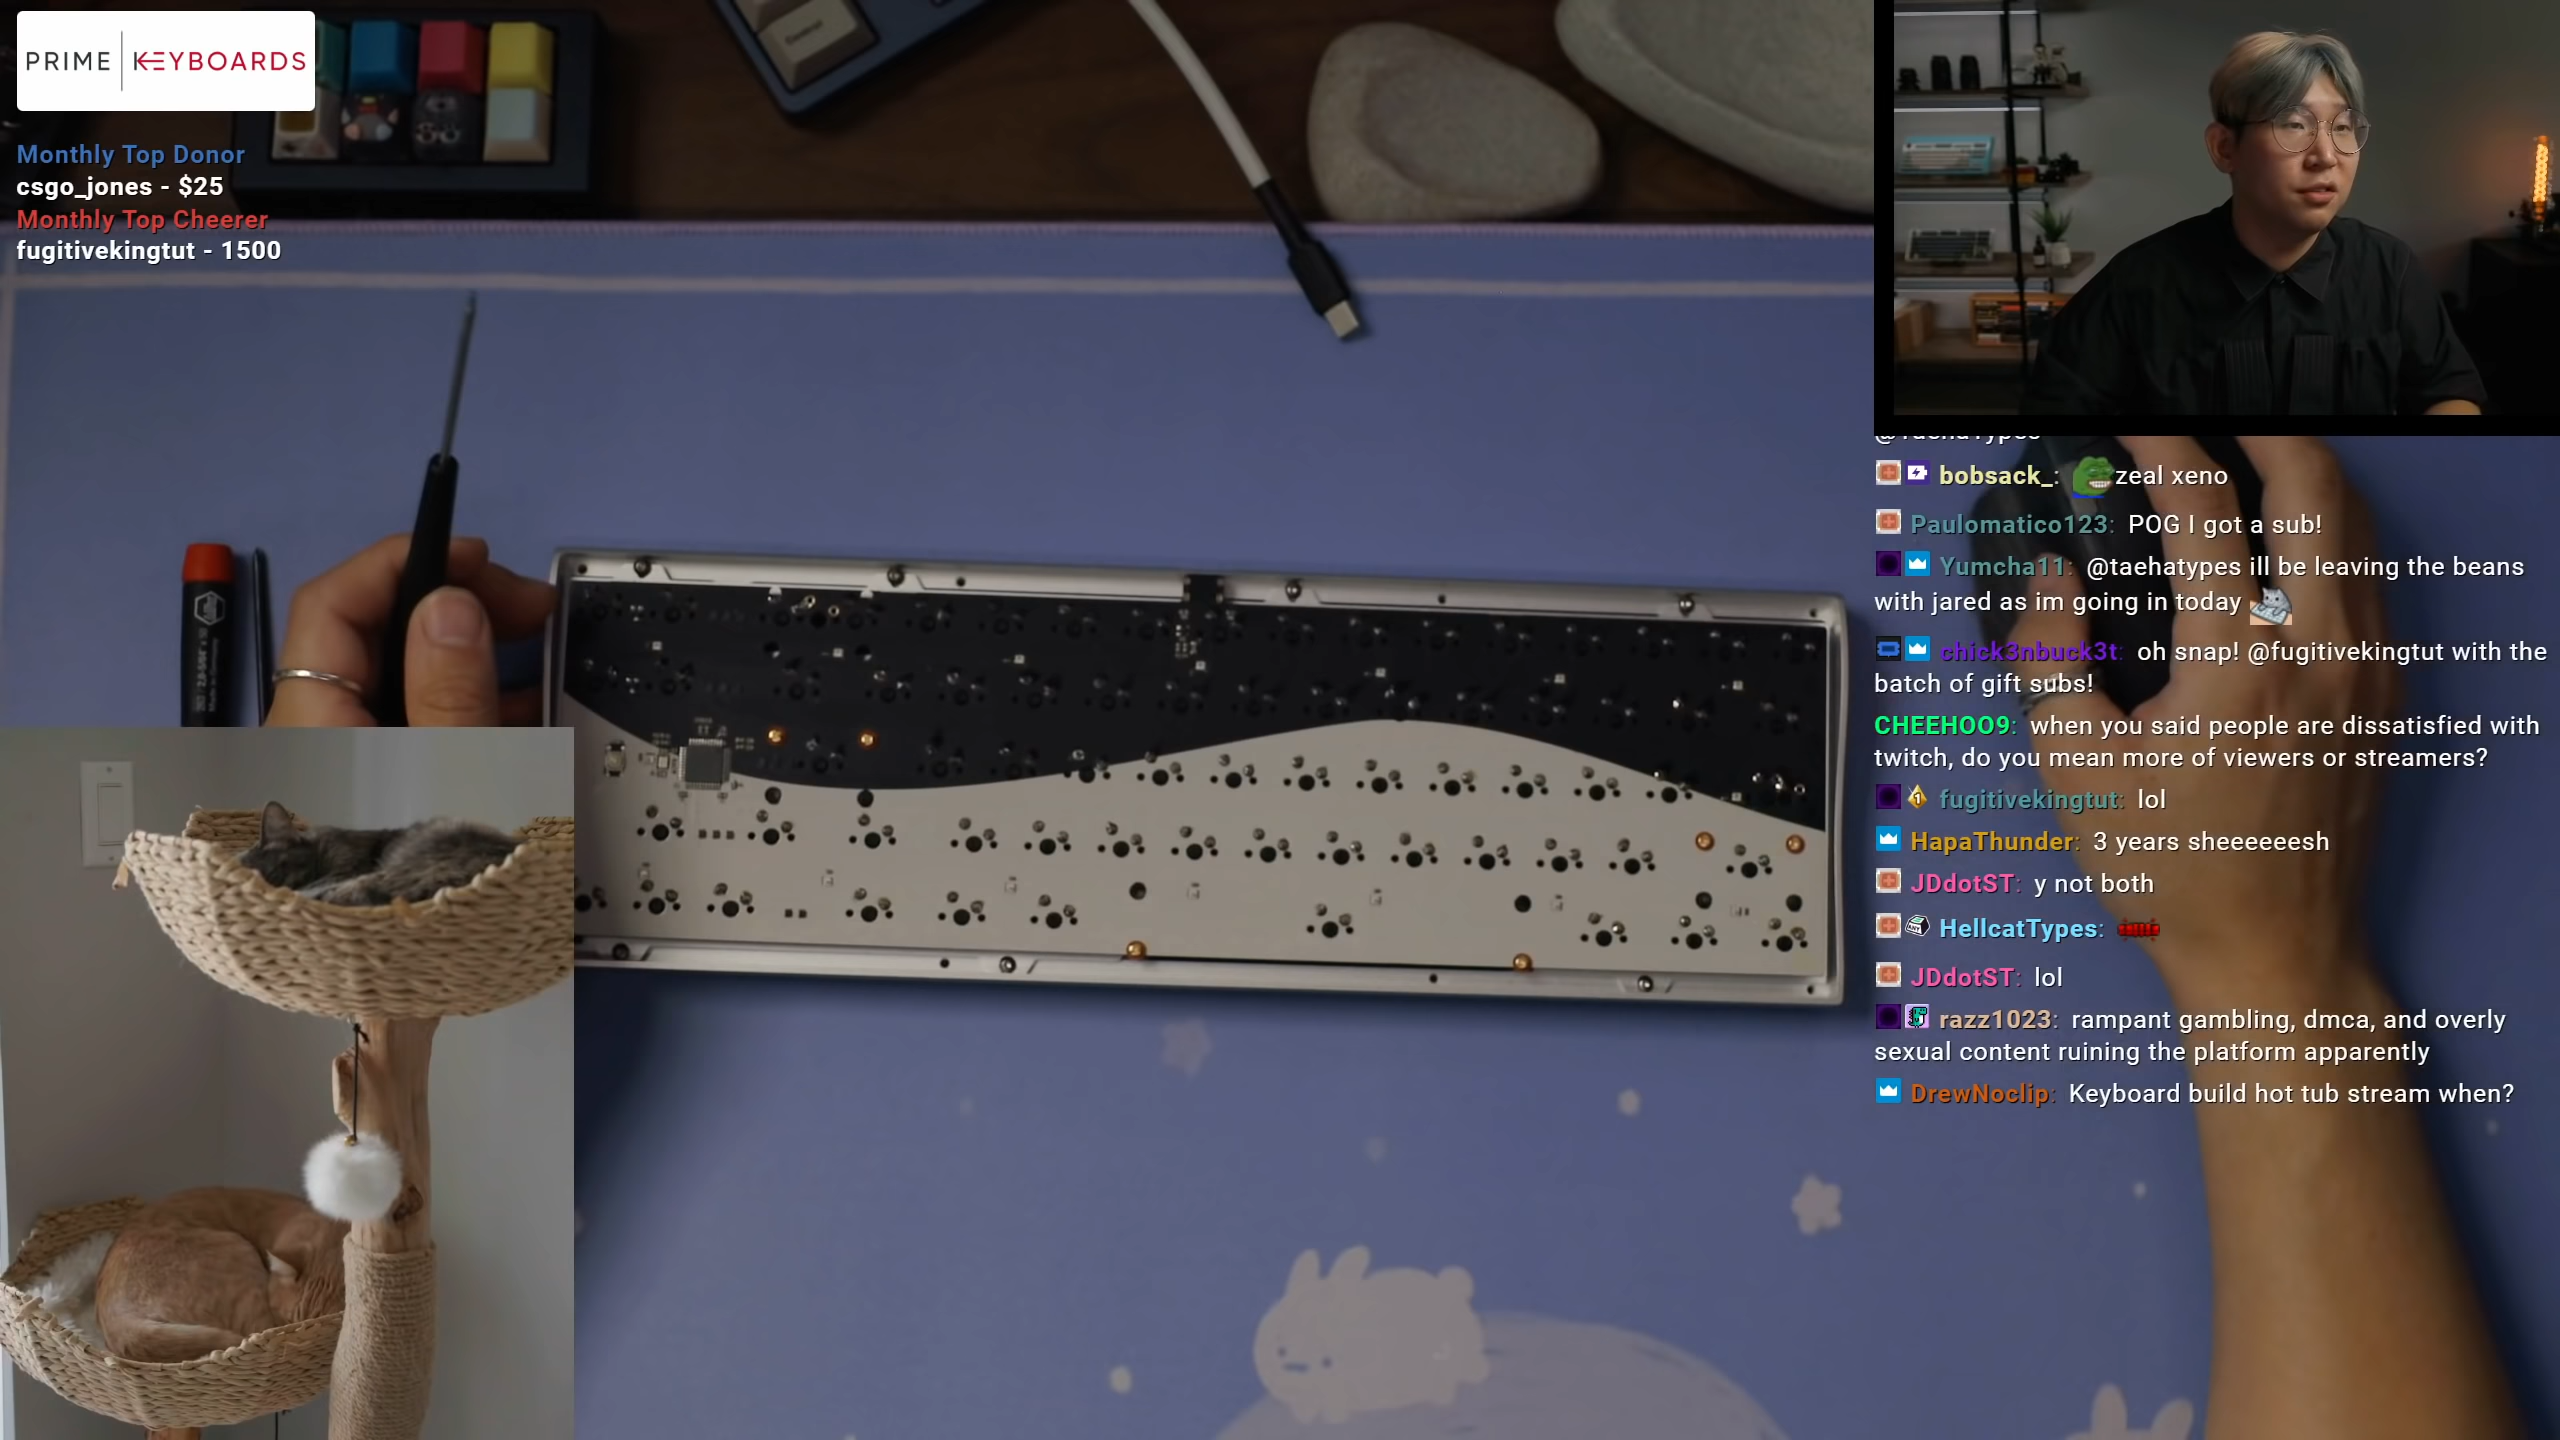 PRIME | KEYBOARDS
Monthly Top Donor
csgo_jones - $25
Monthly Top Cheerer
fugitivekingtut - 1500
Control
@TaehaTypes
bobsack_: zeal xeno
Paulomatico123: POG I got a sub!
Yumcha11: @taehatypes ill be leaving the beans
with jared as im going in today
chick3nbuck3t: oh snap! @fugitivekingtut with the
batch of gift subs!
CHEEHOO9: when you said people are dissatisfied with
twitch, do you mean more of viewers or streamers?
fugitivekingtut: lol
HapaThunder: 3 years sheeeeeesh
JDdotST: y not both
HellcatTypes:
JDdotST: lol
razz1023: rampant gambling, dmca, and overly
sexual content ruining the platform apparently
DrewNoclip: Keyboard build hot tub stream when?